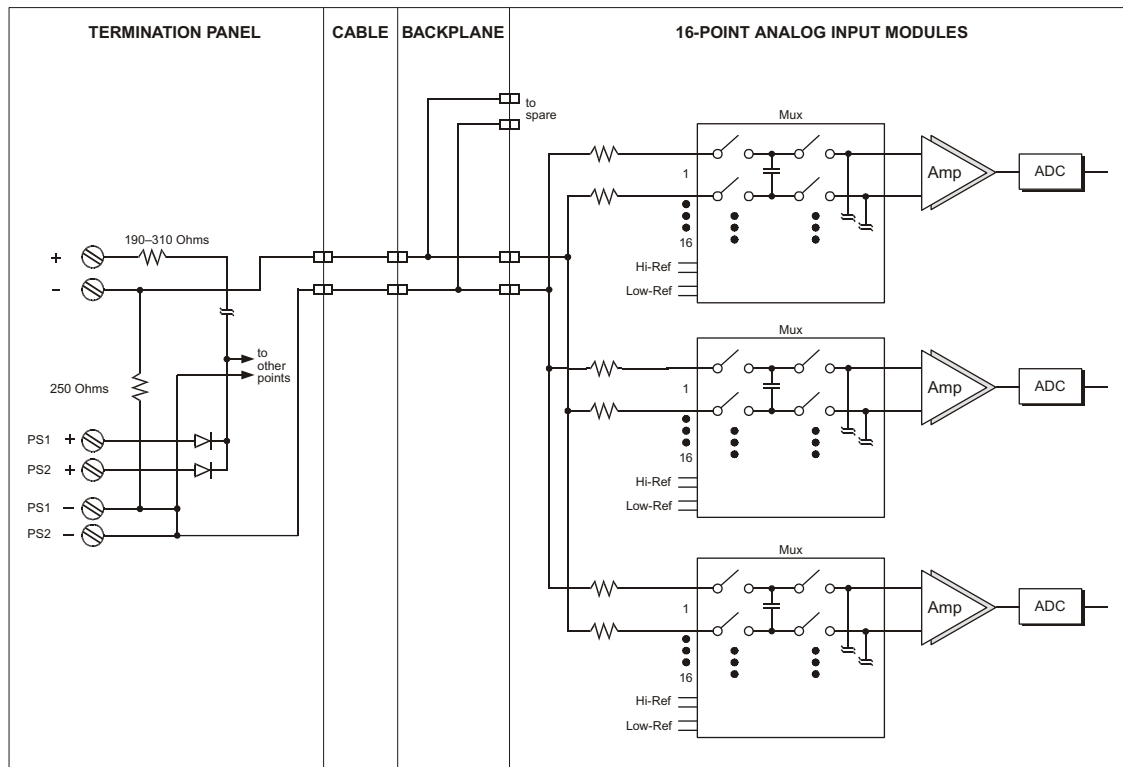 TERMINATION PANEL
CABLE
BACKPLANE
16-POINT ANALOG INPUT MODULES
to
spare
Mux
1
16
Hi-Ref
Low-Ref
Amp
ADC
190–310 Ohms
+
−
to
other
points
250 Ohms
PS1 +
PS2 +
PS1 −
PS2 −
Mux
1
16
Hi-Ref
Low-Ref
Amp
ADC
Mux
1
16
Hi-Ref
Low-Ref
Amp
ADC